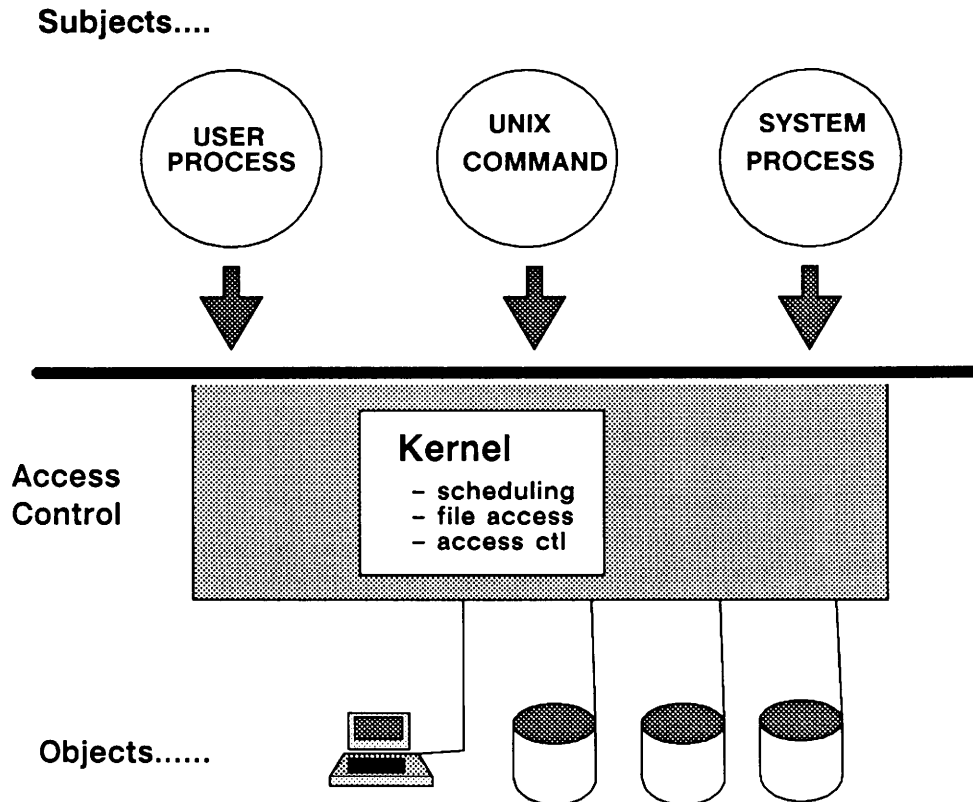 Subjects....
USER
PROCESS
UNIX
COMMAND
SYSTEM
PROCESS
Access
Control
Kernel
– scheduling
– file access
– access ctl
Objects......